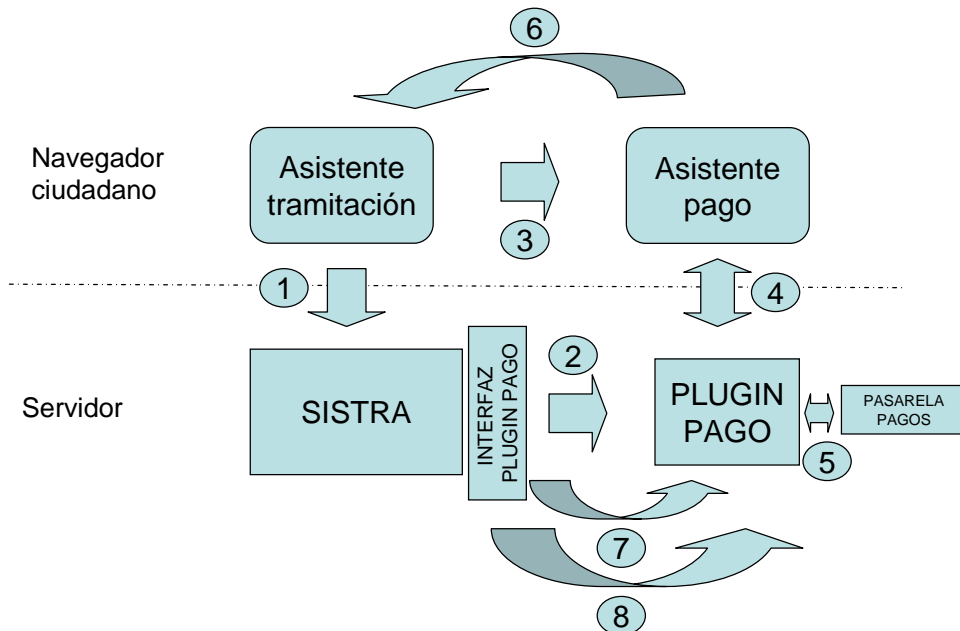 6
Navegador
ciudadano
Asistente
tramitación
3
Asistente
pago
1
4
Servidor
SISTRA
INTERFAZ
PLUGIN PAGO
2
PLUGIN
PAGO
5
PASARELA
PAGOS
7
8